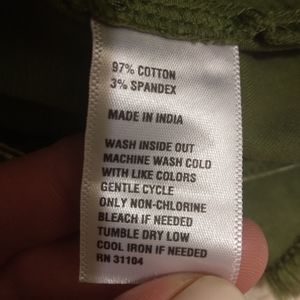 97% COTTON
3% SPANDEX
MADE IN INDIA
WASH INSIDE OUT
MACHINE WASH COLD
WITH LIKE COLORS
GENTLE CYCLE
ONLY NON-CHLORINE
BLEACH IF NEEDED
TUMBLE DRY LOW
COOL IRON IF NEEDED
RN 31104